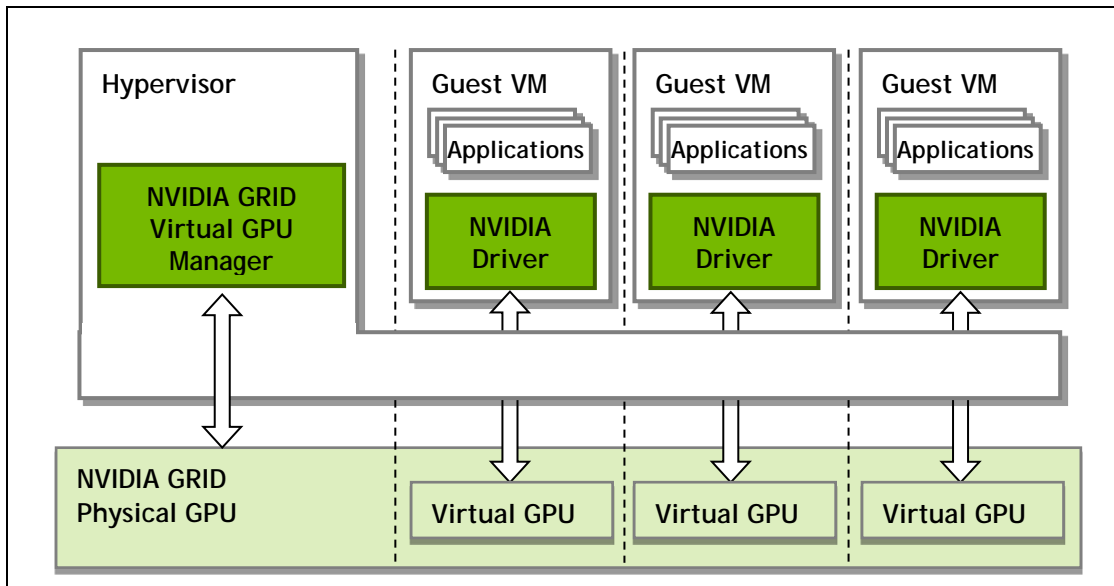 Hypervisor
NVIDIA GRID
Virtual GPU
Manager
Guest VM
Applications
NVIDIA
Driver
Guest VM
Applications
NVIDIA
Driver
Guest VM
Applications
NVIDIA
Driver
NVIDIA GRID
Physical GPU
Virtual GPU
Virtual GPU
Virtual GPU